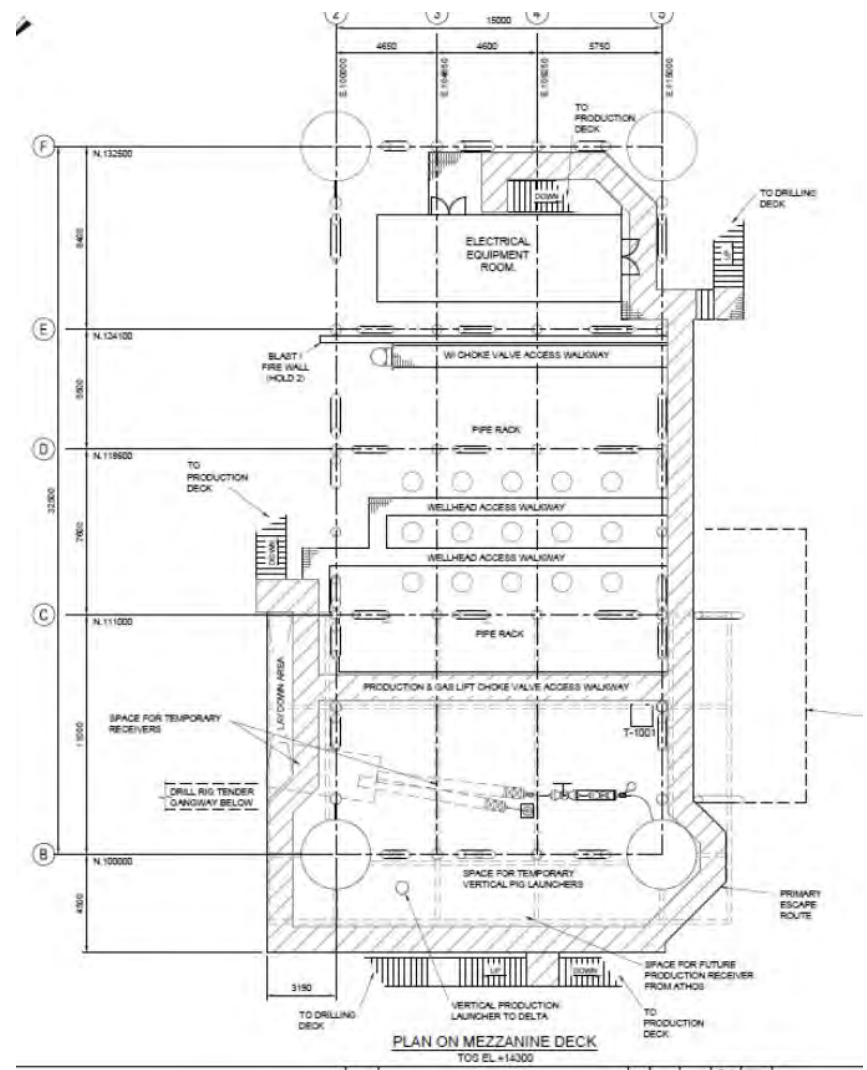 2
3
4
5
15000
4650
4600
5750
E.100000
E.104650
E.109250
E.115000
TO
PRODUCTION
DECK
F
N.132500
DOWN
TO DRILLING
DECK
UP
ELECTRICAL
EQUIPMENT
ROOM.
8400
E
N.124100
BLAST /
FIRE WALL
(HOLD 2)
WI CHOKE VALVE ACCESS WALKWAY
5500
PIPE RACK
D
N.118600
TO
PRODUCTION
DECK
32500
WELLHEAD ACCESS WALKWAY
7600
DOWN
WELLHEAD ACCESS WALKWAY
C
N.111000
PIPE RACK
LAYDOWN AREA
PRODUCTION & GAS LIFT CHOKE VALVE ACCESS WALKWAY
SPACE FOR TEMPORARY
RECEIVERS
T-1001
11000
DRILL RIG TENDER
GANGWAY BELOW
B
N.100000
SPACE FOR TEMPORARY
VERTICAL PIG LAUNCHERS
PRIMARY
ESCAPE
ROUTE
4500
SPACE FOR FUTURE
PRODUCTION RECEIVER
FROM ATHOS
3190
UP
DOWN
TO DRILLING
DECK
VERTICAL PRODUCTION
LAUNCHER TO DELTA
TO
PRODUCTION
DECK
PLAN ON MEZZANINE DECK
TOS EL.+14300